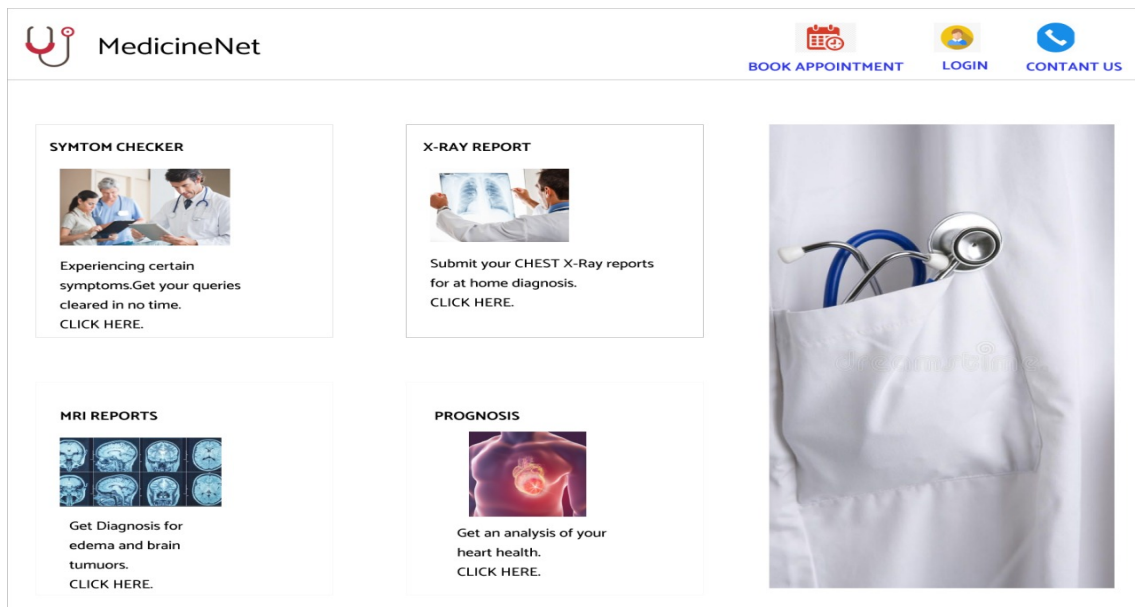 MedicineNet
BOOK APPOINTMENT
LOGIN
CONTANT US
SYMTOM CHECKER
Experiencing certain
symptoms.Get your queries
cleared in no time.
CLICK HERE.
X-RAY REPORT
Submit your CHEST X-Ray reports
for at home diagnosis.
CLICK HERE.
MRI REPORTS
Get Diagnosis for
edema and brain
tumuors.
CLICK HERE.
PROGNOSIS
Get an analysis of your
heart health.
CLICK HERE.